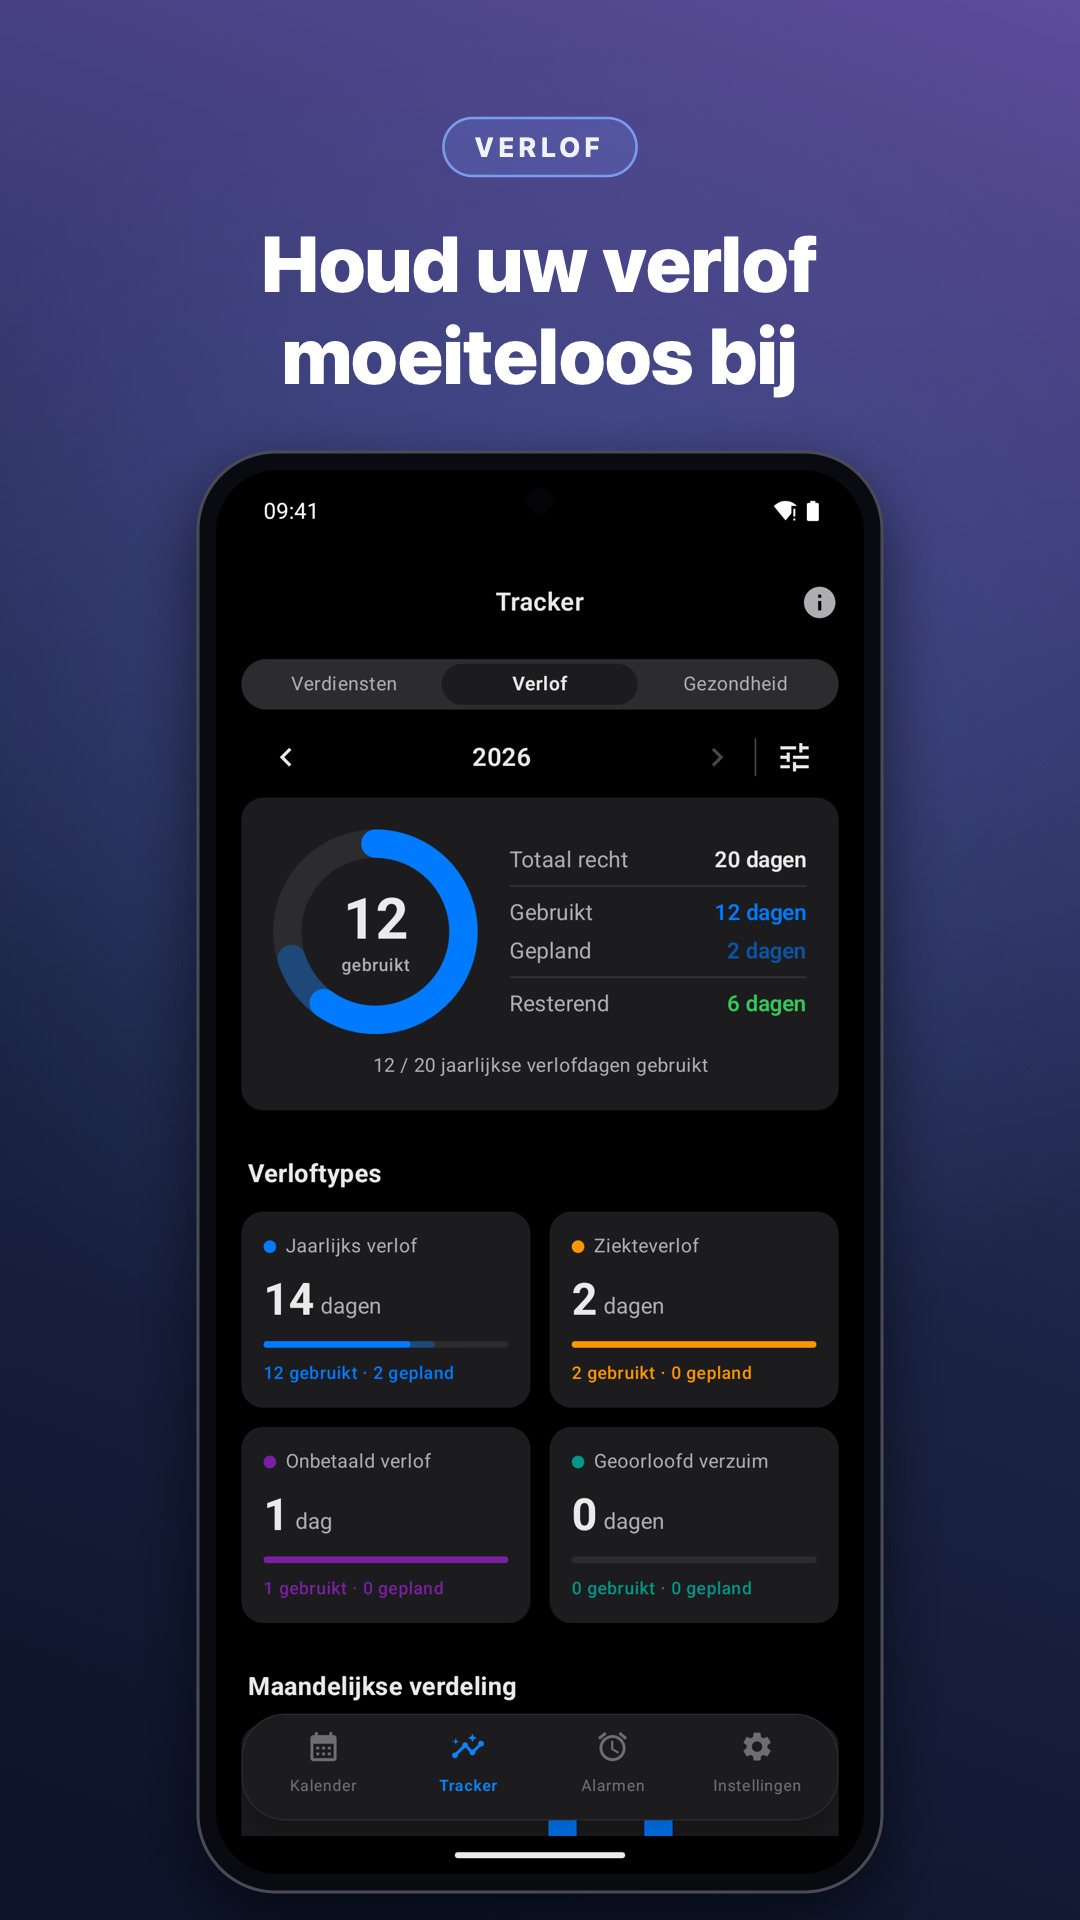 VERLOF
Houd uw verlof
moeiteloos bij
09:41
Tracker
Verdiensten
Verlof
Gezondheid
2026
12
gebruikt
Totaal recht
20 dagen
Gebruikt
12 dagen
Gepland
2 dagen
Resterend
6 dagen
12 / 20 jaarlijkse verlofdagen gebruikt
Verloftypes
Jaarlijks verlof
14 dagen
12 gebruikt · 2 gepland
Ziekteverlof
2 dagen
2 gebruikt · 0 gepland
Onbetaald verlof
1 dag
1 gebruikt · 0 gepland
Geoorloofd verzuim
0 dagen
0 gebruikt · 0 gepland
Maandelijkse verdeling
Kalender
Tracker
Alarmen
Instellingen